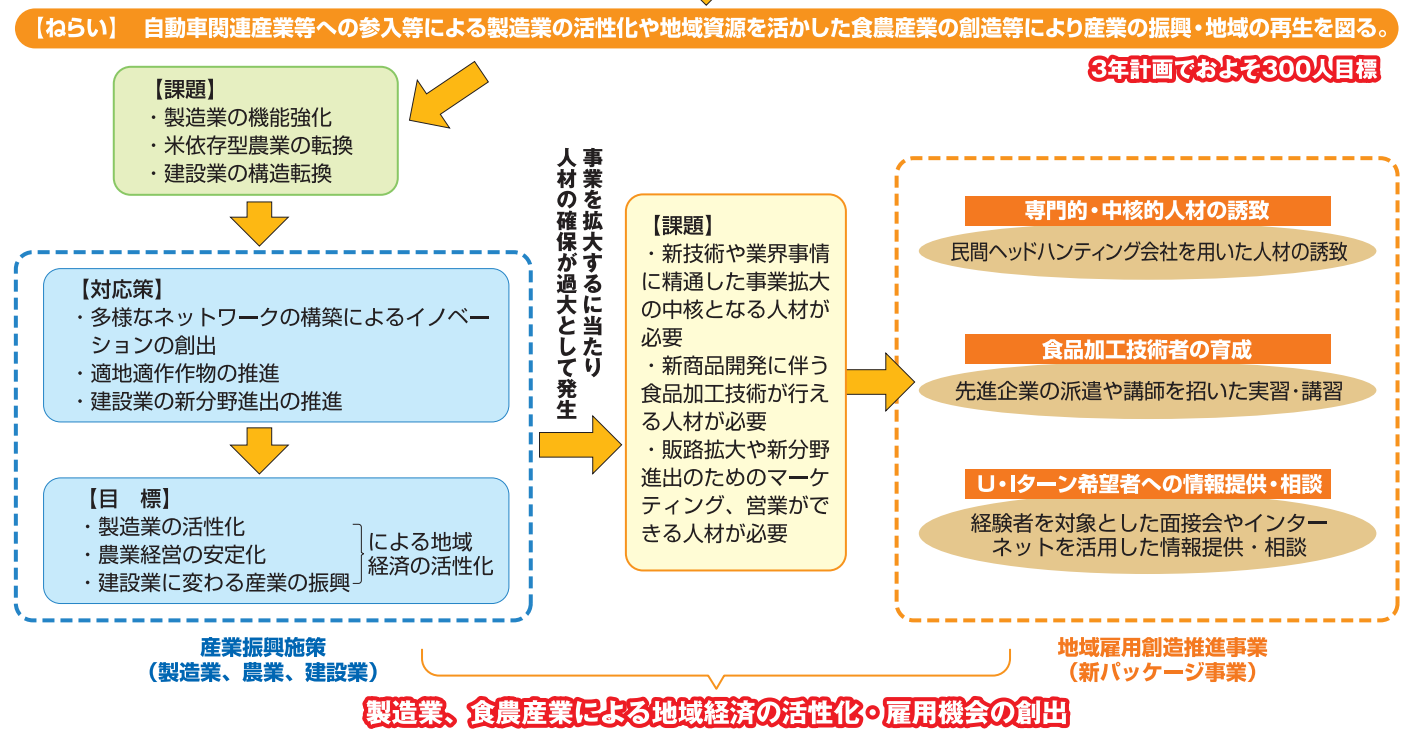 【ねらい】　自動車関連産業等への参入等による製造業の活性化や地域資源を活かした食農産業の創造等により産業の振興・地域の再生を図る。
3年計画でおよそ300人目標
【課題】
・製造業の機能強化
・米依存型農業の転換
・建設業の構造転換
【対応策】
・多様なネットワークの構築によるイノベー
ションの創出
・適地適作作物の推進
・建設業の新分野進出の推進
【目　標】
・製造業の活性化
・農業経営の安定化
・建設業に変わる産業の振興
による地域
経済の活性化
産業振興施策
（製造業、農業、建設業）
事業を拡大するに当たり
人材の確保が過大として発生
【課題】
・新技術や業界事情
に精通した事業拡大
の中核となる人材が
必要
・新商品開発に伴う
食品加工技術が行え
る人材が必要
・販路拡大や新分野
進出のためのマーケ
ティング、営業がで
きる人材が必要
専門的・中核的人材の誘致
民間ヘッドハンティング会社を用いた人材の誘致
食品加工技術者の育成
先進企業の派遣や講師を招いた実習・講習
U・Iターン希望者への情報提供・相談
経験者を対象とした面接会やインター
ネットを活用した情報提供・相談
地域雇用創造推進事業
（新パッケージ事業）
製造業、食農産業による地域経済の活性化・雇用機会の創出